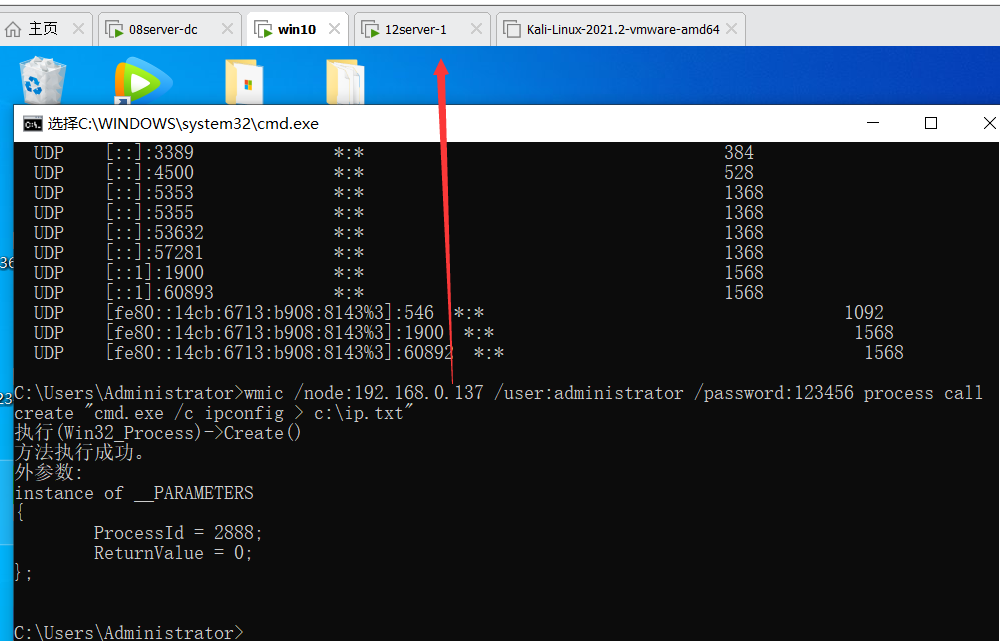 主页 08server-dc win10 12server-1 Kali-Linux-2021.2-vmware-amd64
选择C:\WINDOWS\system32\cmd.exe
UDP [::]:3389 *:* 384
UDP [::]:4500 *:* 528
UDP [::]:5353 *:* 1368
UDP [::]:5355 *:* 1368
UDP [::]:53632 *:* 1368
UDP [::]:57281 *:* 1368
UDP [::1]:1900 *:* 1568
UDP [::1]:60893 *:* 1568
UDP [fe80::14cb:6713:b908:8143%3]:546 *:* 1092
UDP [fe80::14cb:6713:b908:8143%3]:1900 *:* 1568
UDP [fe80::14cb:6713:b908:8143%3]:60892 *:* 1568
C:\Users\Administrator>wmic /node:192.168.0.137 /user:administrator /password:123456 process call
create "cmd.exe /c ipconfig > c:\ip.txt"
执行(Win32_Process)->Create()
方法执行成功。
外参数:
instance of __PARAMETERS
{
ProcessId = 2888;
ReturnValue = 0;
};
C:\Users\Administrator>